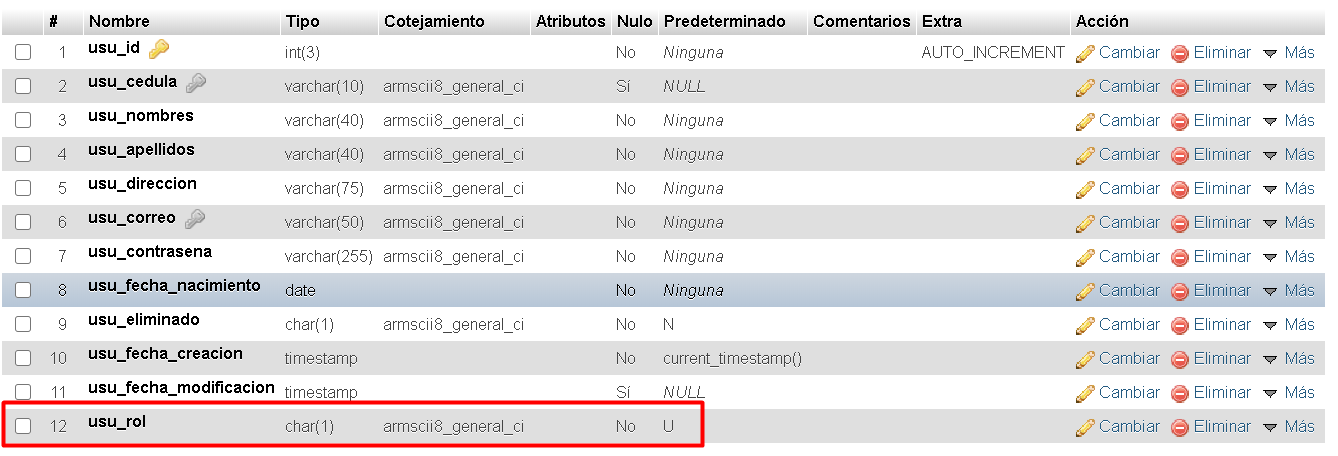 # Nombre Tipo Cotejamiento Atributos Nulo Predeterminado Comentarios Extra Acción
1 usu_id int(3) No Ninguna AUTO_INCREMENT Cambiar Eliminar Más
2 usu_cedula varchar(10) armscii8_general_ci Sí NULL Cambiar Eliminar Más
3 usu_nombres varchar(40) armscii8_general_ci No Ninguna Cambiar Eliminar Más
4 usu_apellidos varchar(40) armscii8_general_ci No Ninguna Cambiar Eliminar Más
5 usu_direccion varchar(75) armscii8_general_ci No Ninguna Cambiar Eliminar Más
6 usu_correo varchar(50) armscii8_general_ci No Ninguna Cambiar Eliminar Más
7 usu_contrasena varchar(255) armscii8_general_ci No Ninguna Cambiar Eliminar Más
8 usu_fecha_nacimiento date No Ninguna Cambiar Eliminar Más
9 usu_eliminado char(1) armscii8_general_ci No N Cambiar Eliminar Más
10 usu_fecha_creacion timestamp No current_timestamp() Cambiar Eliminar Más
11 usu_fecha_modificacion timestamp Sí NULL Cambiar Eliminar Más
12 usu_rol char(1) armscii8_general_ci No U Cambiar Eliminar Más